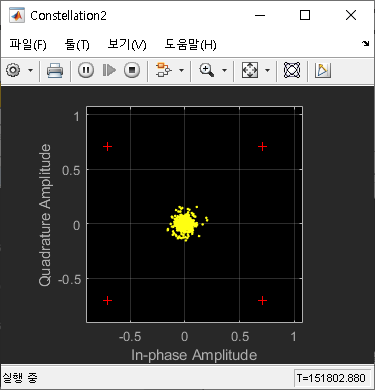 Constellation2
파일(F) 툴(T) 보기(V) 도움말(H)
1
0.5
0
-0.5
Quadrature Amplitude
-0.5 0 0.5 1
In-phase Amplitude
실행 중 T=151802.880